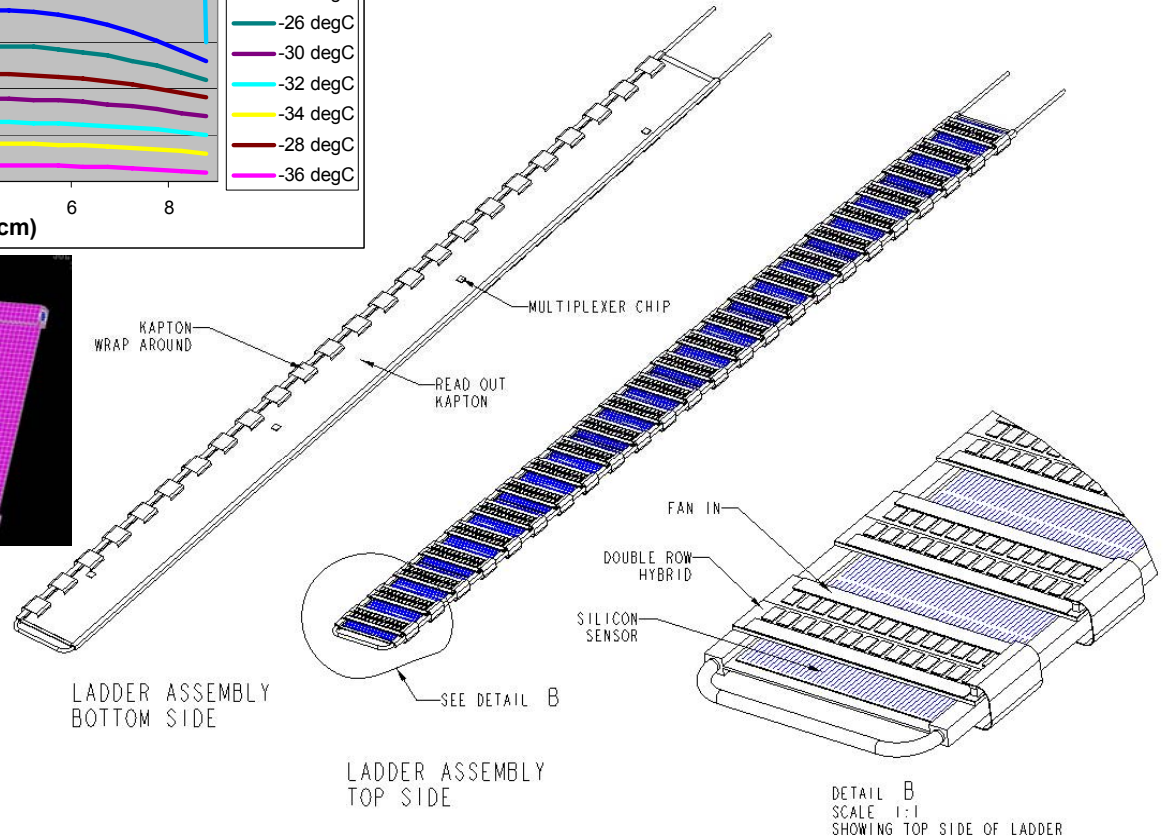 -26 degC
-30 degC
-32 degC
-34 degC
-28 degC
-36 degC
6 8
cm)
KAPTON
WRAP AROUND
MULTIPLEXER CHIP
READ OUT
KAPTON
FAN IN
DOUBLE ROW
HYBRID
SILICON
SENSOR
SEE DETAIL B
LADDER ASSEMBLY
BOTTOM SIDE
LADDER ASSEMBLY
TOP SIDE
DETAIL B
SCALE 1:1
SHOWING TOP SIDE OF LADDER